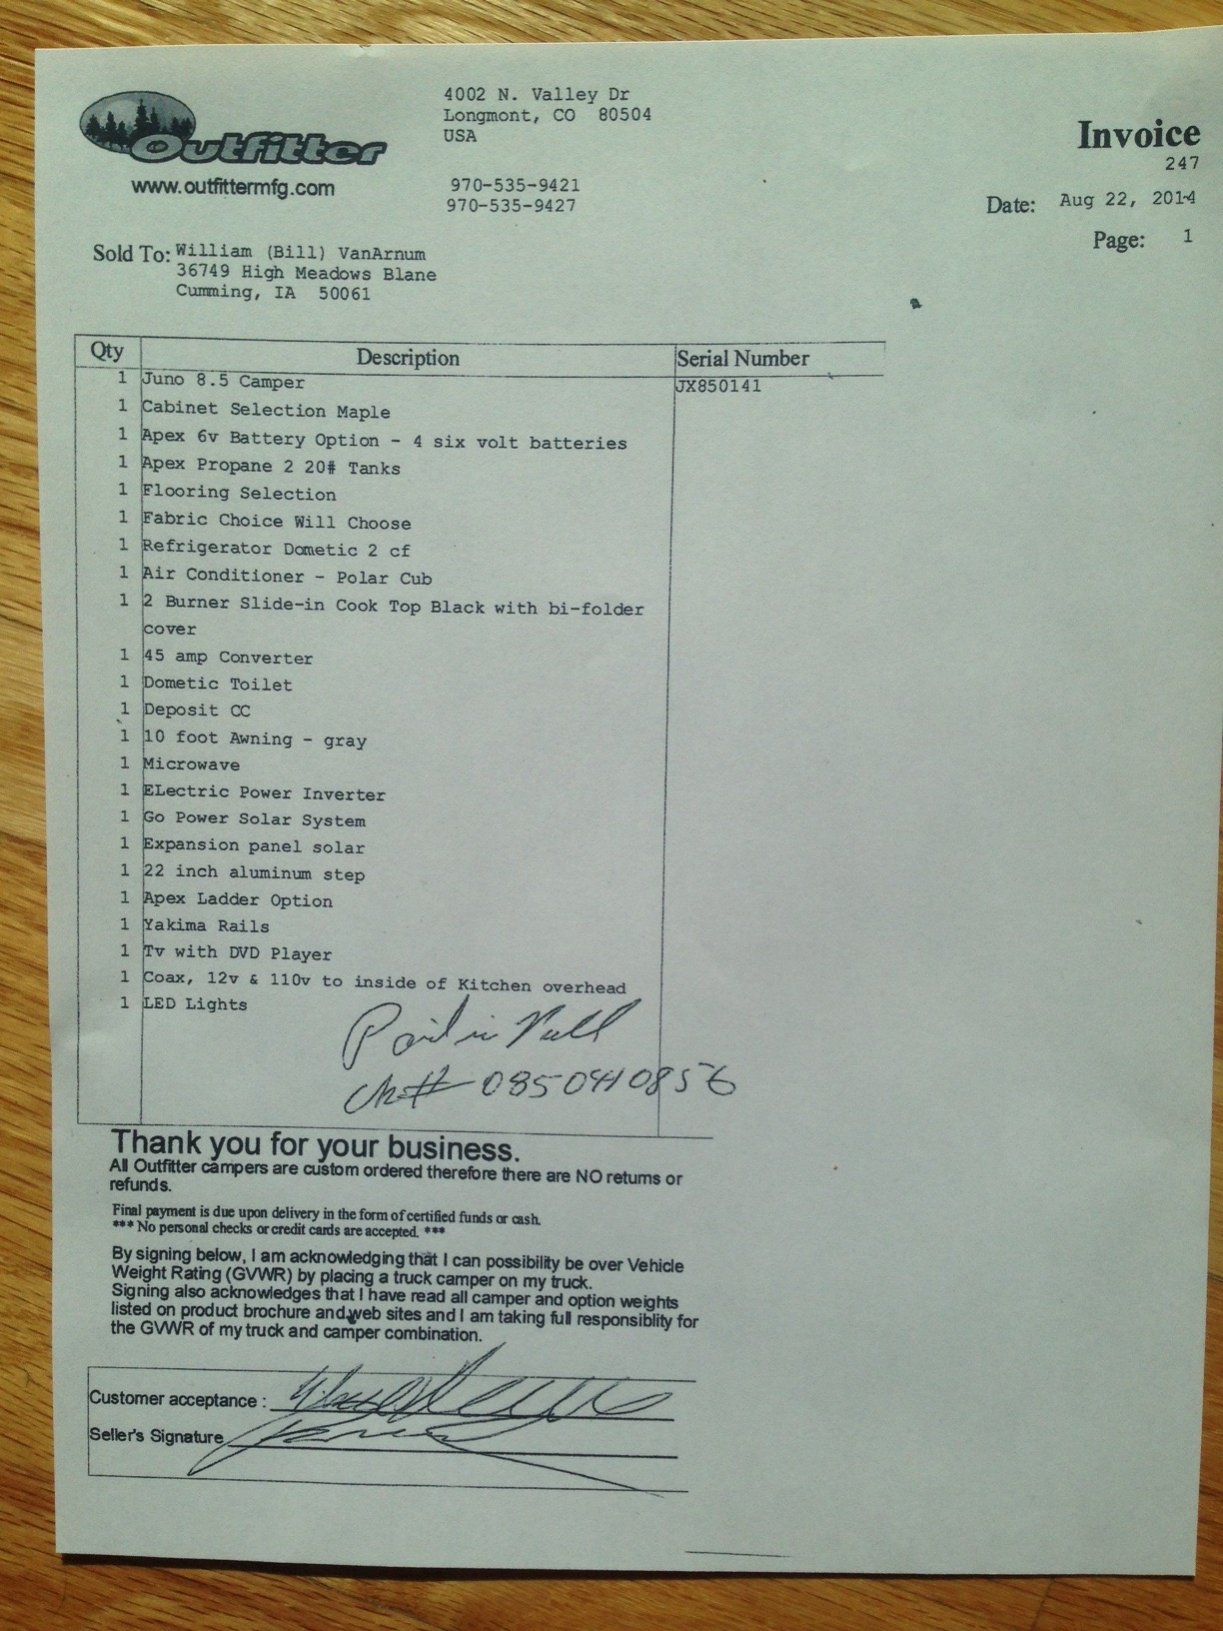 Outfitter
www.outfittermfg.com
4002 N. Valley Dr
Longmont, CO 80504
USA
970-535-9421
970-535-9427
Invoice
247
Date: Aug 22, 2014
Page: 1
Sold To: William (Bill) VanArnum
36749 High Meadows Blane
Cumming, IA 50061
Qty Description Serial Number
1 Juno 8.5 Camper JX850141
1 Cabinet Selection Maple
1 Apex 6v Battery Option - 4 six volt batteries
1 Apex Propane 2 20# Tanks
1 Flooring Selection
1 Fabric Choice Will Choose
1 Refrigerator Dometic 2 cf
1 Air Conditioner - Polar Cub
1 2 Burner Slide-in Cook Top Black with bi-folder
cover
1 45 amp Converter
1 Dometic Toilet
1 Deposit CC
1 10 foot Awning - gray
1 Microwave
1 ELectric Power Inverter
1 Go Power Solar System
1 Expansion panel solar
1 22 inch aluminum step
1 Apex Ladder Option
1 Yakima Rails
1 Tv with DVD Player
1 Coax, 12v & 110v to inside of Kitchen overhead
1 LED Lights
Paid in Full
ck# 0850410856
Thank you for your business.
All Outfitter campers are custom ordered therefore there are NO returns or
refunds.
Final payment is due upon delivery in the form of certified funds or cash.
*** No personal checks or credit cards are accepted. ***
By signing below, I am acknowledging that I can possibility be over Vehicle
Weight Rating (GVWR) by placing a truck camper on my truck.
Signing also acknowledges that I have read all camper and option weights
listed on product brochure and web sites and I am taking full responsiblity for
the GVWR of my truck and camper combination.
Customer acceptance :
Seller's Signature